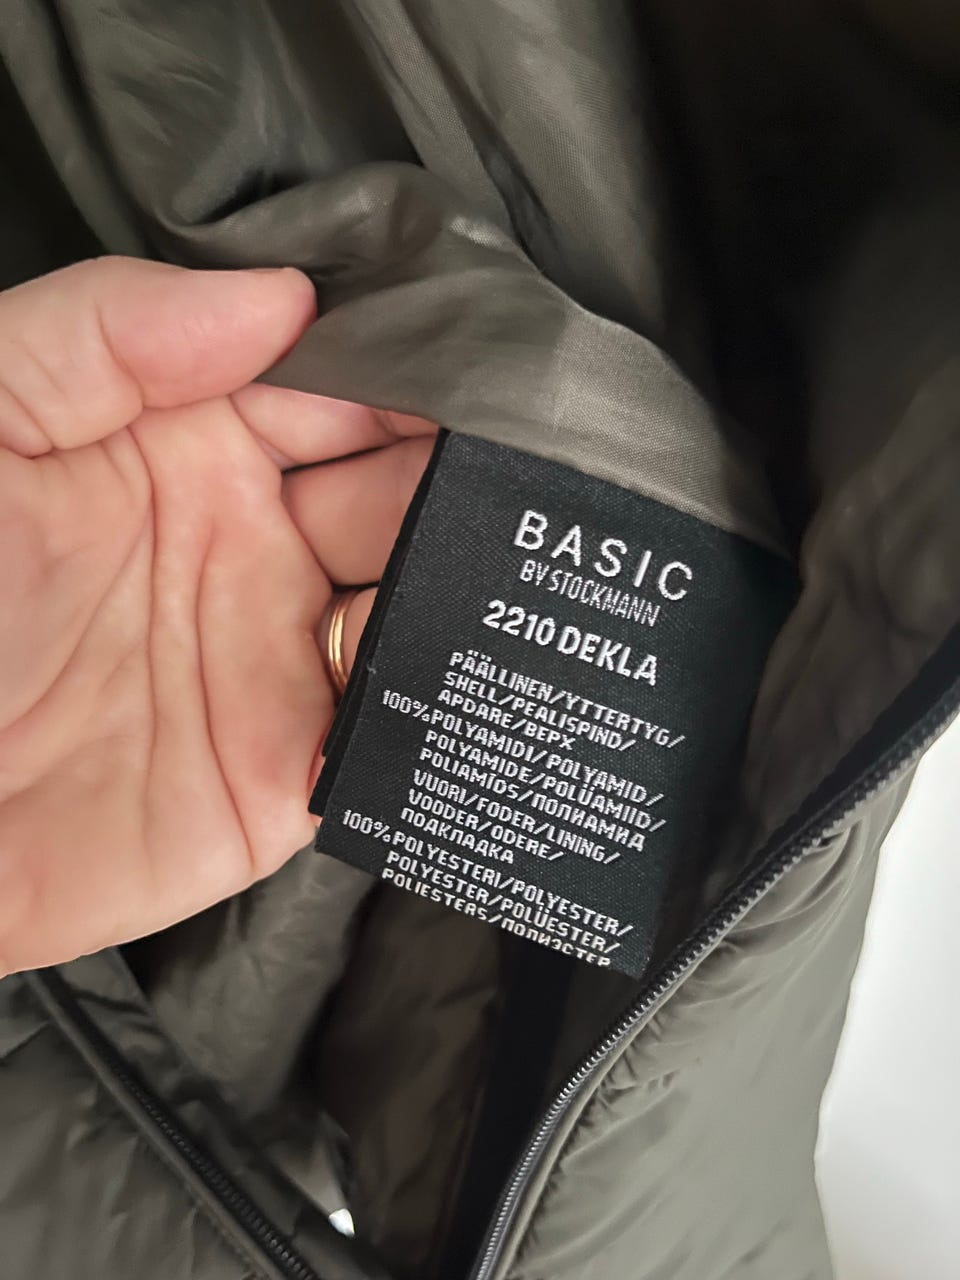 BASIC
BY STOCKMANN
2210 DEKLA
PÄÄLLINEN/YTTERTYG/
SHELL/PEALISPIND/
APDARE/ВЕРХ
100%POLYAMIDI/POLYAMID/
POLYAMIDE/POLÜAMIID/
POLIAMĪDS/ПОЛИАМИД
VUORI/FODER/LINING/
VOODER/ODERE/
ПОДКЛАДКА
100%POLYESTERI/POLYESTER/
POLYESTER/POLÜESTER/
POLIESTERS/ПОЛИЭСТЕР